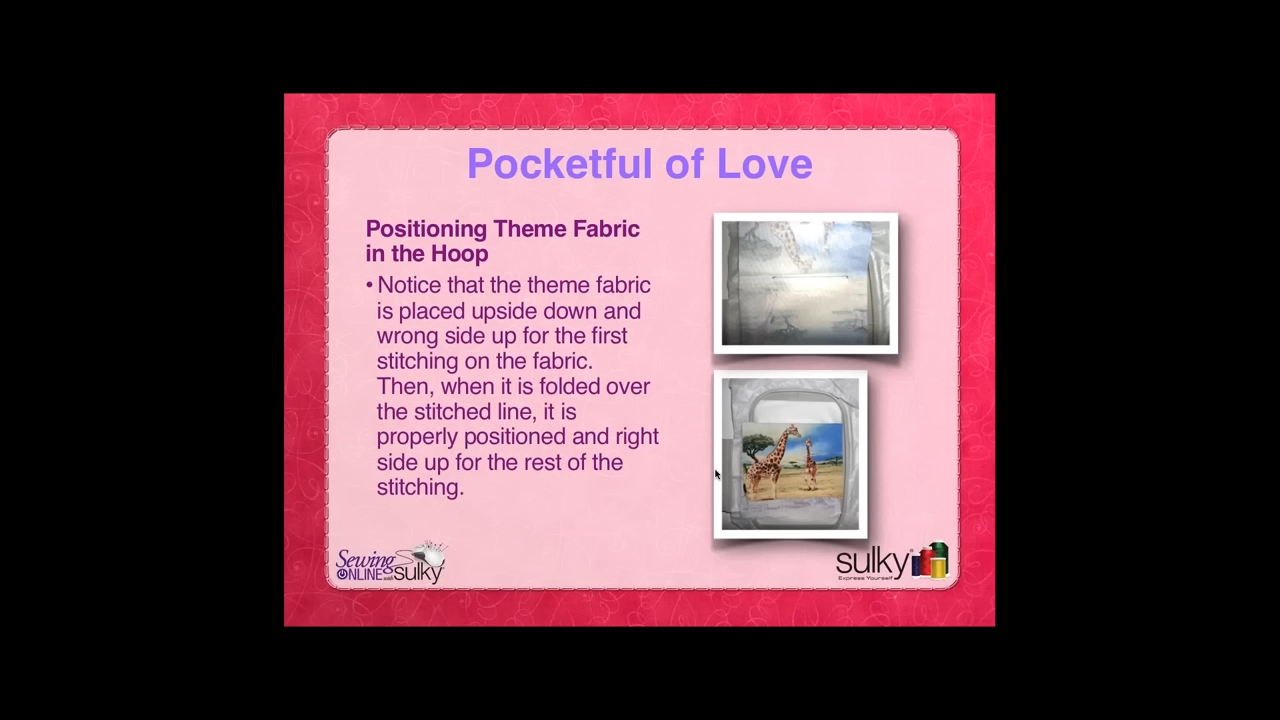 Pocketful of Love
Positioning Theme Fabric
in the Hoop
• Notice that the theme fabric
is placed upside down and
wrong side up for the first
stitching on the fabric.
Then, when it is folded over
the stitched line, it is
properly positioned and right
side up for the rest of the
stitching.
Sewing
ONLINE with sulky
sulky®
Express Yourself